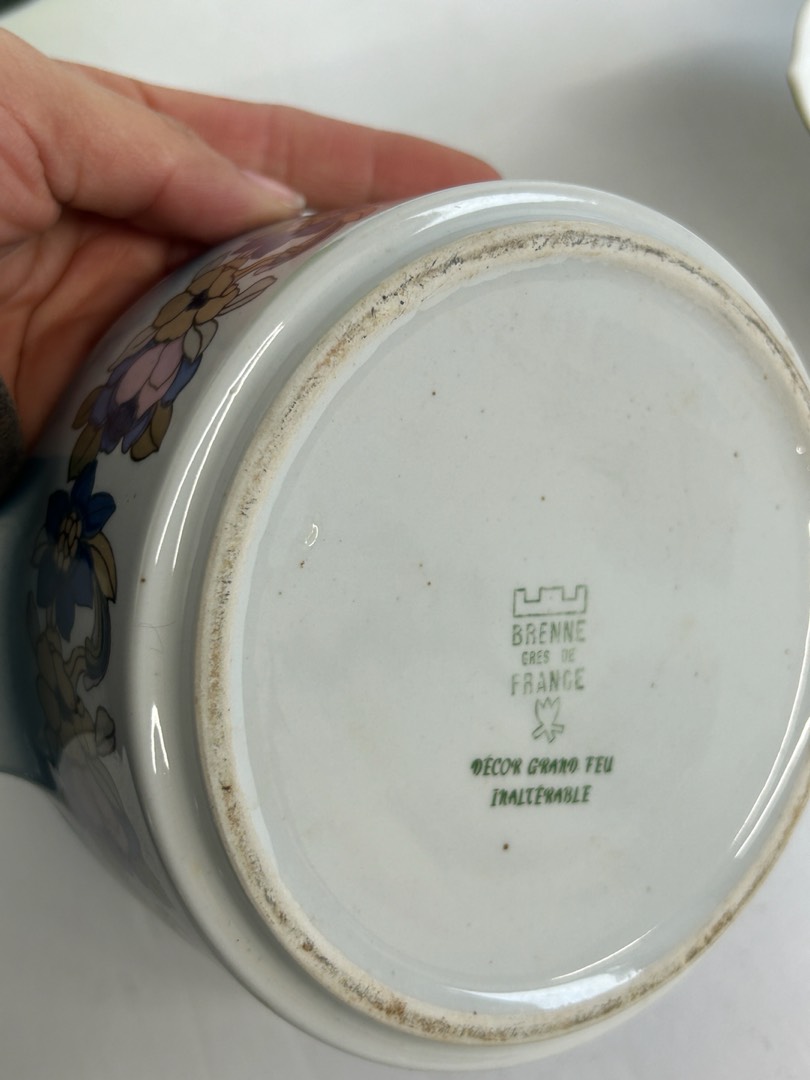 BRENNE
GRES DE
FRANCE
DÉCOR GRAND FEU
INALTÉRABLE